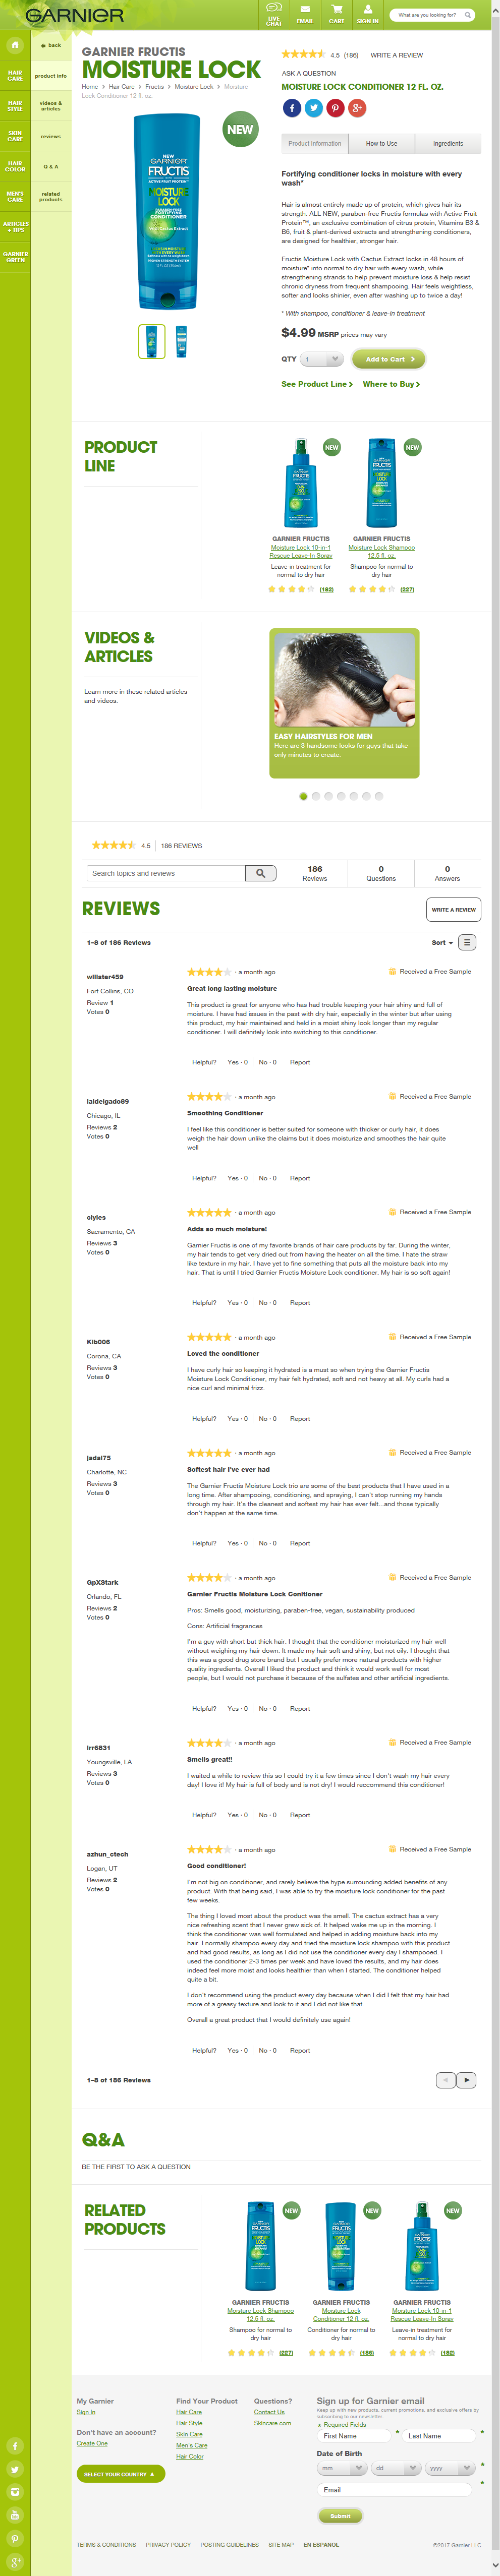 GARNIER
LIVE CHAT
EMAIL
CART
SIGN IN
What are you looking for?
HAIR CARE
HAIR STYLE
SKIN CARE
HAIR COLOR
MEN'S CARE
ARTICLES + TIPS
GARNIER GREEN
back
product info
videos & articles
reviews
Q & A
related products
GARNIER FRUCTIS
MOISTURE LOCK
Home > Hair Care > Fructis > Moisture Lock > Moisture
Lock Conditioner 12 fl. oz.
NEW
NEW
GARNIER
FRUCTIS
ACTIVE FRUIT PROTEIN
MOISTURE
LOCK
4.5 (186) WRITE A REVIEW
ASK A QUESTION
MOISTURE LOCK CONDITIONER 12 FL. OZ.
Product Information
How to Use
Ingredients
Fortifying conditioner locks in moisture with every
wash*
Hair is almost entirely made up of protein, which gives hair its
strength. ALL NEW, paraben-free Fructis formulas with Active Fruit
Protein™, an exclusive combination of citrus protein, Vitamins B3 &
B6, fruit & plant-derived extracts and strengthening conditioners,
are designed for healthier, stronger hair.
Fructis Moisture Lock with Cactus Extract locks in 48 hours of
moisture* into normal to dry hair with every wash, while
strengthening strands to help prevent moisture loss & help resist
chronic dryness from frequent shampooing. Hair feels weightless,
softer and looks shinier, even after washing up to twice a day!
* With shampoo, conditioner & leave-in treatment
$4.99 MSRP prices may vary
QTY 1 Add to Cart >
See Product Line > Where to Buy >
PRODUCT
LINE
NEW
NEW
GARNIER FRUCTIS
Moisture Lock 10-in-1
Rescue Leave-In Spray
Leave-in treatment for
normal to dry hair
(182)
GARNIER FRUCTIS
Moisture Lock Shampoo
12.5 fl. oz.
Shampoo for normal to
dry hair
(227)
VIDEOS &
ARTICLES
Learn more in these related articles
and videos.
EASY HAIRSTYLES FOR MEN
Here are 3 handsome looks for guys that take
only minutes to create.
4.5 186 REVIEWS
Search topics and reviews
186
Reviews
0
Questions
0
Answers
REVIEWS
WRITE A REVIEW
1–8 of 186 Reviews
Sort
willster459
Fort Collins, CO
Review 1
Votes 0
· a month ago
Received a Free Sample
Great long lasting moisture
This product is great for anyone who has had trouble keeping your hair shiny and full of
moisture. I have had issues in the past with dry hair, especially in the winter but after using
this product, my hair maintained and held in a moist shiny look longer than my regular
conditioner. I will definitely look into switching to this conditioner.
Helpful? Yes · 0 No · 0 Report
laidelgado89
Chicago, IL
Reviews 2
Votes 0
· a month ago
Received a Free Sample
Smoothing Conditioner
I feel like this conditioner is better suited for someone with thicker or curly hair, it does
weigh the hair down unlike the claims but it does moisturize and smoothes the hair quite
well
Helpful? Yes · 0 No · 0 Report
clyles
Sacramento, CA
Reviews 3
Votes 0
· a month ago
Received a Free Sample
Adds so much moisture!
Garnier Fructis is one of my favorite brands of hair care products by far. During the winter,
my hair tends to get very dried out from having the heater on all the time. I hate the straw
like texture in my hair. I have yet to fine something that puts all the moisture back into my
hair. That is until I tried Garnier Fructis Moisture Lock conditioner. My hair is so soft again!
Helpful? Yes · 0 No · 0 Report
Kib006
Corona, CA
Reviews 3
Votes 0
· a month ago
Received a Free Sample
Loved the conditioner
I have curly hair so keeping it hydrated is a must so when trying the Garnier Fructis
Moisture Lock Conditioner, my hair felt hydrated, soft and not heavy at all. My curls had a
nice curl and minimal frizz.
Helpful? Yes · 0 No · 0 Report
jadal75
Charlotte, NC
Reviews 3
Votes 0
· a month ago
Received a Free Sample
Softest hair I've ever had
The Garnier Fructis Moisture Lock trio are some of the best products that I have used in a
long time. After shampooing, conditioning, and spraying, I can't stop running my hands
through my hair. It's the cleanest and softest my hair has ever felt...and those typically
don't happen at the same time.
Helpful? Yes · 0 No · 0 Report
GpXStark
Orlando, FL
Reviews 2
Votes 0
· a month ago
Received a Free Sample
Garnier Fructis Moisture Lock Conitioner
Pros: Smells good, moisturizing, paraben-free, vegan, sustainability produced
Cons: Artificial fragrances
I'm a guy with short but thick hair. I thought that the conditioner moisturized my hair well
without weighing my hair down. It made my hair soft and shiny, but not oily. I thought that
this was a good drug store brand but I usually prefer more natural products with higher
quality ingredients. Overall I liked the product and think it would work well for most
people, but I would not purchase it because of the sulfates and other artificial ingredients.
Helpful? Yes · 0 No · 0 Report
lrr6831
Youngsville, LA
Reviews 3
Votes 0
· a month ago
Received a Free Sample
Smells great!!
I waited a while to review this so I could try it a few times since I don't wash my hair every
day! I love it! My hair is full of body and is not dry! I would reccommend this conditioner!
Helpful? Yes · 0 No · 0 Report
azhun_ctech
Logan, UT
Reviews 2
Votes 0
· a month ago
Received a Free Sample
Good conditioner!
I'm not big on conditioner, and rarely believe the hype surrounding added benefits of any
product. With that being said, I was able to try the moisture lock conditioner for the past
few weeks.
The thing I loved most about the product was the smell. The cactus extract has a very
nice refreshing scent that I never grew sick of. It helped wake me up in the morning. I
think the conditioner was well formulated and helped in adding moisture back into my
hair. I normally shampoo every day and tried the moisture lock shampoo with this product
and had good results, as long as I did not use the conditioner every day I shampooed. I
used the conditioner 2-3 times per week and have loved the results, and my hair does
indeed feel more moist and looks healthier than when I started. The conditioner helped
quite a bit.
I don't recommend using the product every day because when I did I felt that my hair had
more of a greasy texture and look to it and I did not like that.
Overall a great product that I would definitely use again!
Helpful? Yes · 0 No · 0 Report
1–8 of 186 Reviews
Q&A
BE THE FIRST TO ASK A QUESTION
RELATED
PRODUCTS
NEW
NEW
NEW
GARNIER FRUCTIS
Moisture Lock Shampoo
12.5 fl. oz.
Shampoo for normal to
dry hair
(227)
GARNIER FRUCTIS
Moisture Lock
Conditioner 12 fl. oz.
Conditioner for normal to
dry hair
(186)
GARNIER FRUCTIS
Moisture Lock 10-in-1
Rescue Leave-In Spray
Leave-in treatment for
normal to dry hair
(182)
My Garnier
Sign In
Don't have an account?
Create One
SELECT YOUR COUNTRY
Find Your Product
Hair Care
Hair Style
Skin Care
Men's Care
Hair Color
Questions?
Contact Us
Skincare.com
Sign up for Garnier email
Keep up with new products, current promotions, and exclusive offers by
subscribing to our newsletter.
* Required Fields
First Name * Last Name *
Date of Birth
mm dd yyyy *
Email *
Submit
TERMS & CONDITIONS PRIVACY POLICY POSTING GUIDELINES SITE MAP EN ESPAÑOL
©2017 Garnier LLC